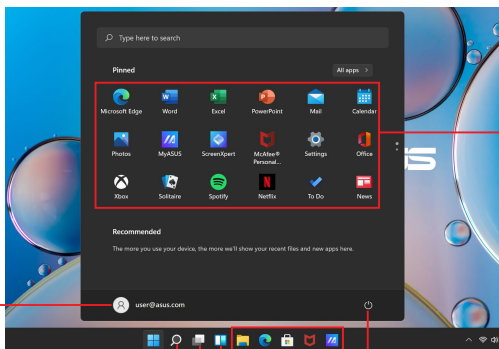 Type here to search
Pinned
All apps >
Microsoft Edge
Word
Excel
PowerPoint
Mail
Calendar
Photos
MyASUS
ScreenXpert
McAfee®
Personal...
Settings
Office
Xbox
Solitaire
Spotify
Netflix
To Do
News
Recommended
The more you use your device, the more we'll show your recent files and new apps here.
user@asus.com